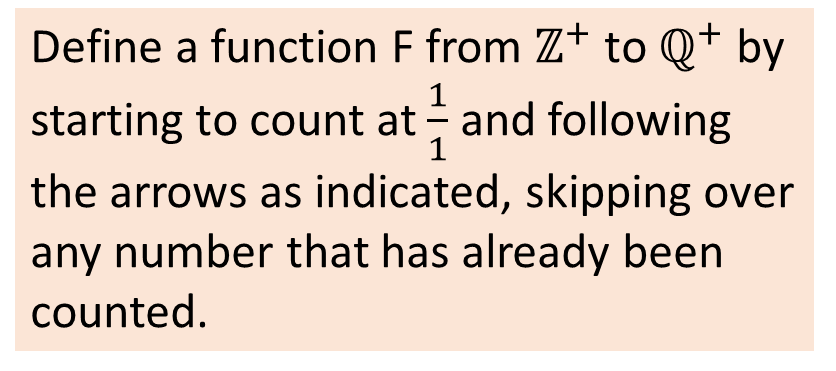 Define a function F from ℤ⁺ to ℚ⁺ by
starting to count at 1/1 and following
the arrows as indicated, skipping over
any number that has already been
counted.